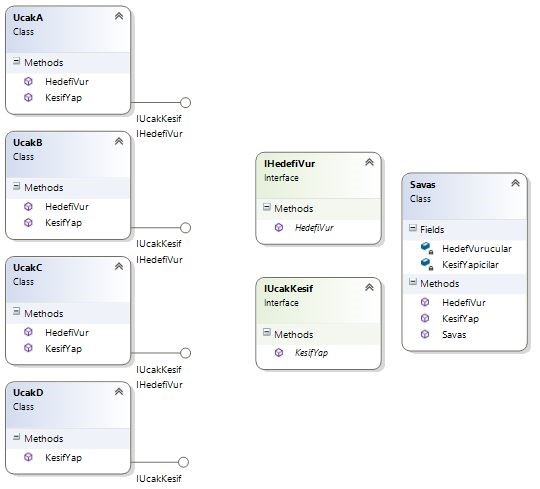 UcakA
Class
Methods
HedefiVur
KesifYap
IUcakKesif
IHedefiVur
UcakB
Class
Methods
HedefiVur
KesifYap
IUcakKesif
IHedefiVur
UcakC
Class
Methods
HedefiVur
KesifYap
IUcakKesif
IHedefiVur
UcakD
Class
Methods
KesifYap
IUcakKesif
IHedefiVur
Interface
Methods
HedefiVur
IUcakKesif
Interface
Methods
KesifYap
Savas
Class
Fields
HedefVurucular
KesifYapicilar
Methods
HedefiVur
KesifYap
Savas